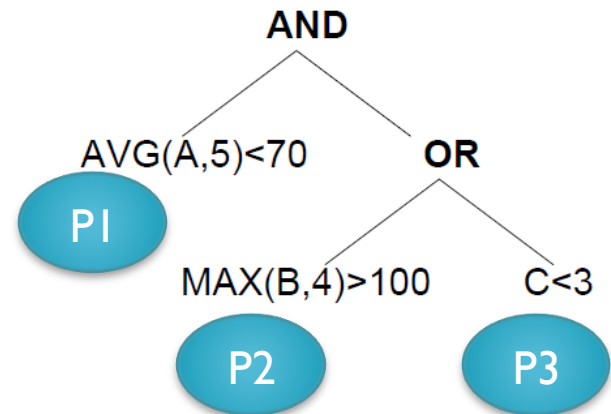 AND
AVG(A,5)<70
OR
P1
MAX(B,4)>100
C<3
P2
P3